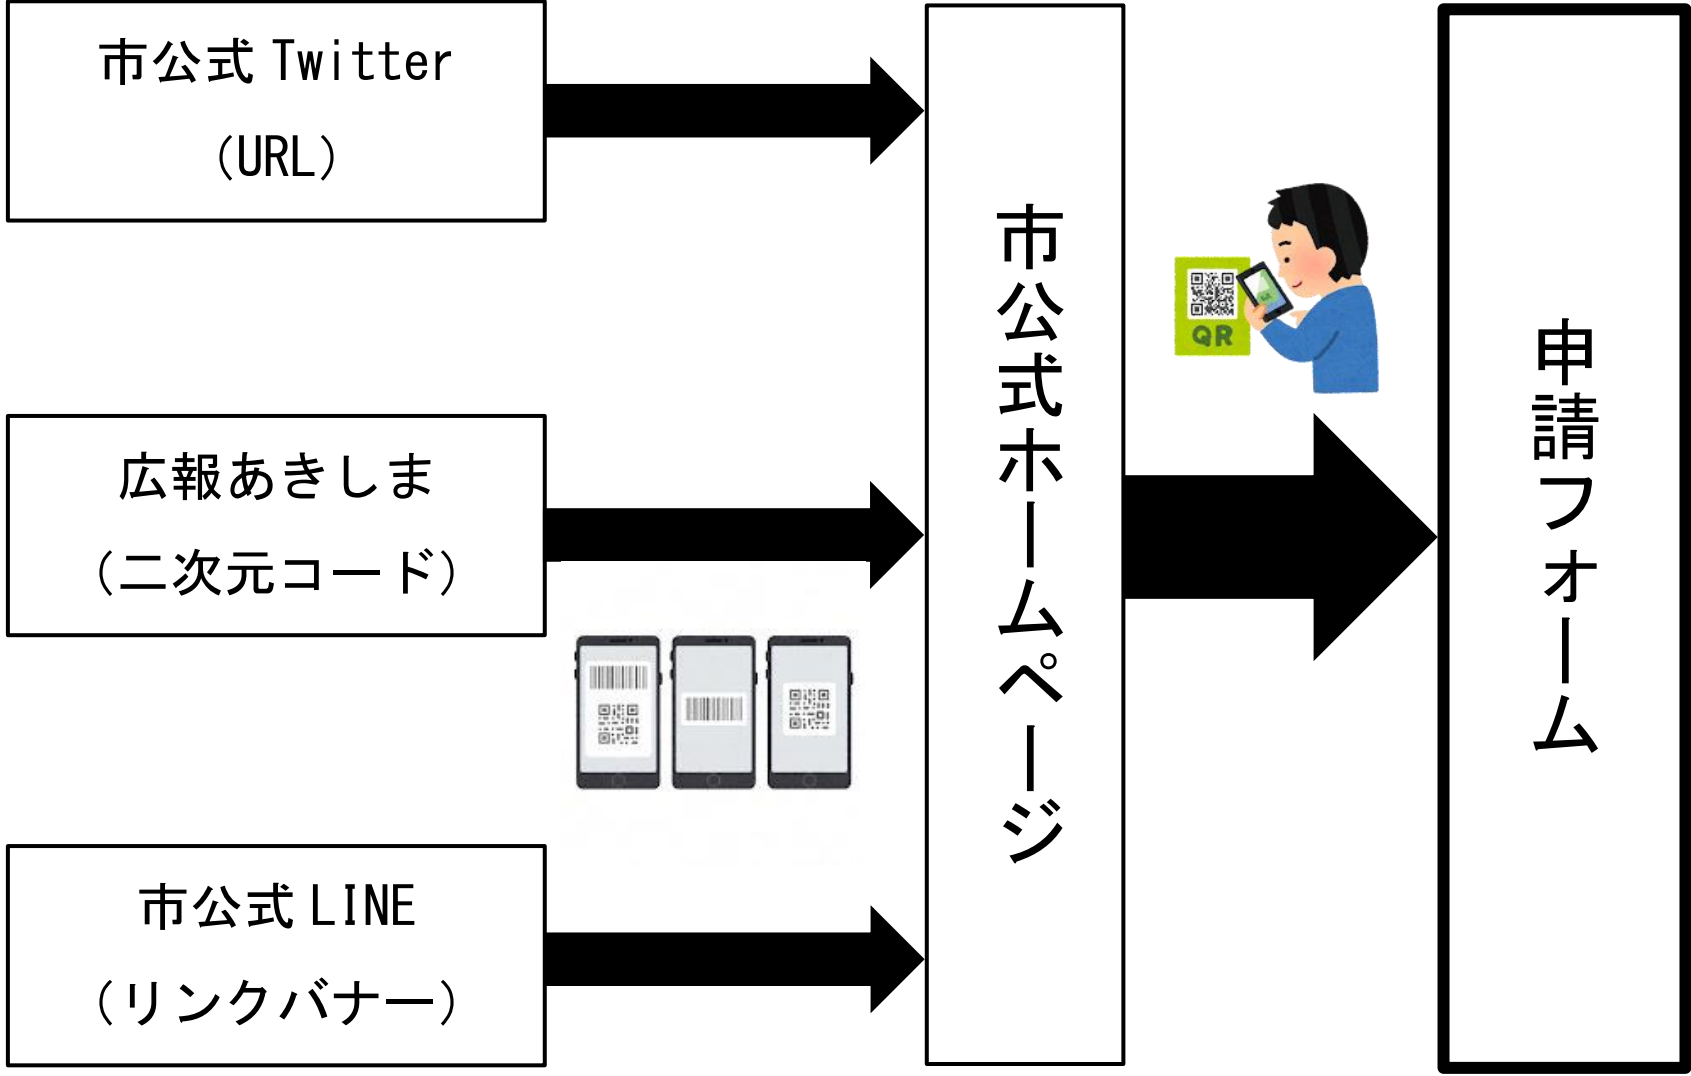 市公式 Twitter
（URL）
広報あきしま
（二次元コード）
市公式 LINE
（リンクバナー）
市公式ホームページ
QR
申請フォーム